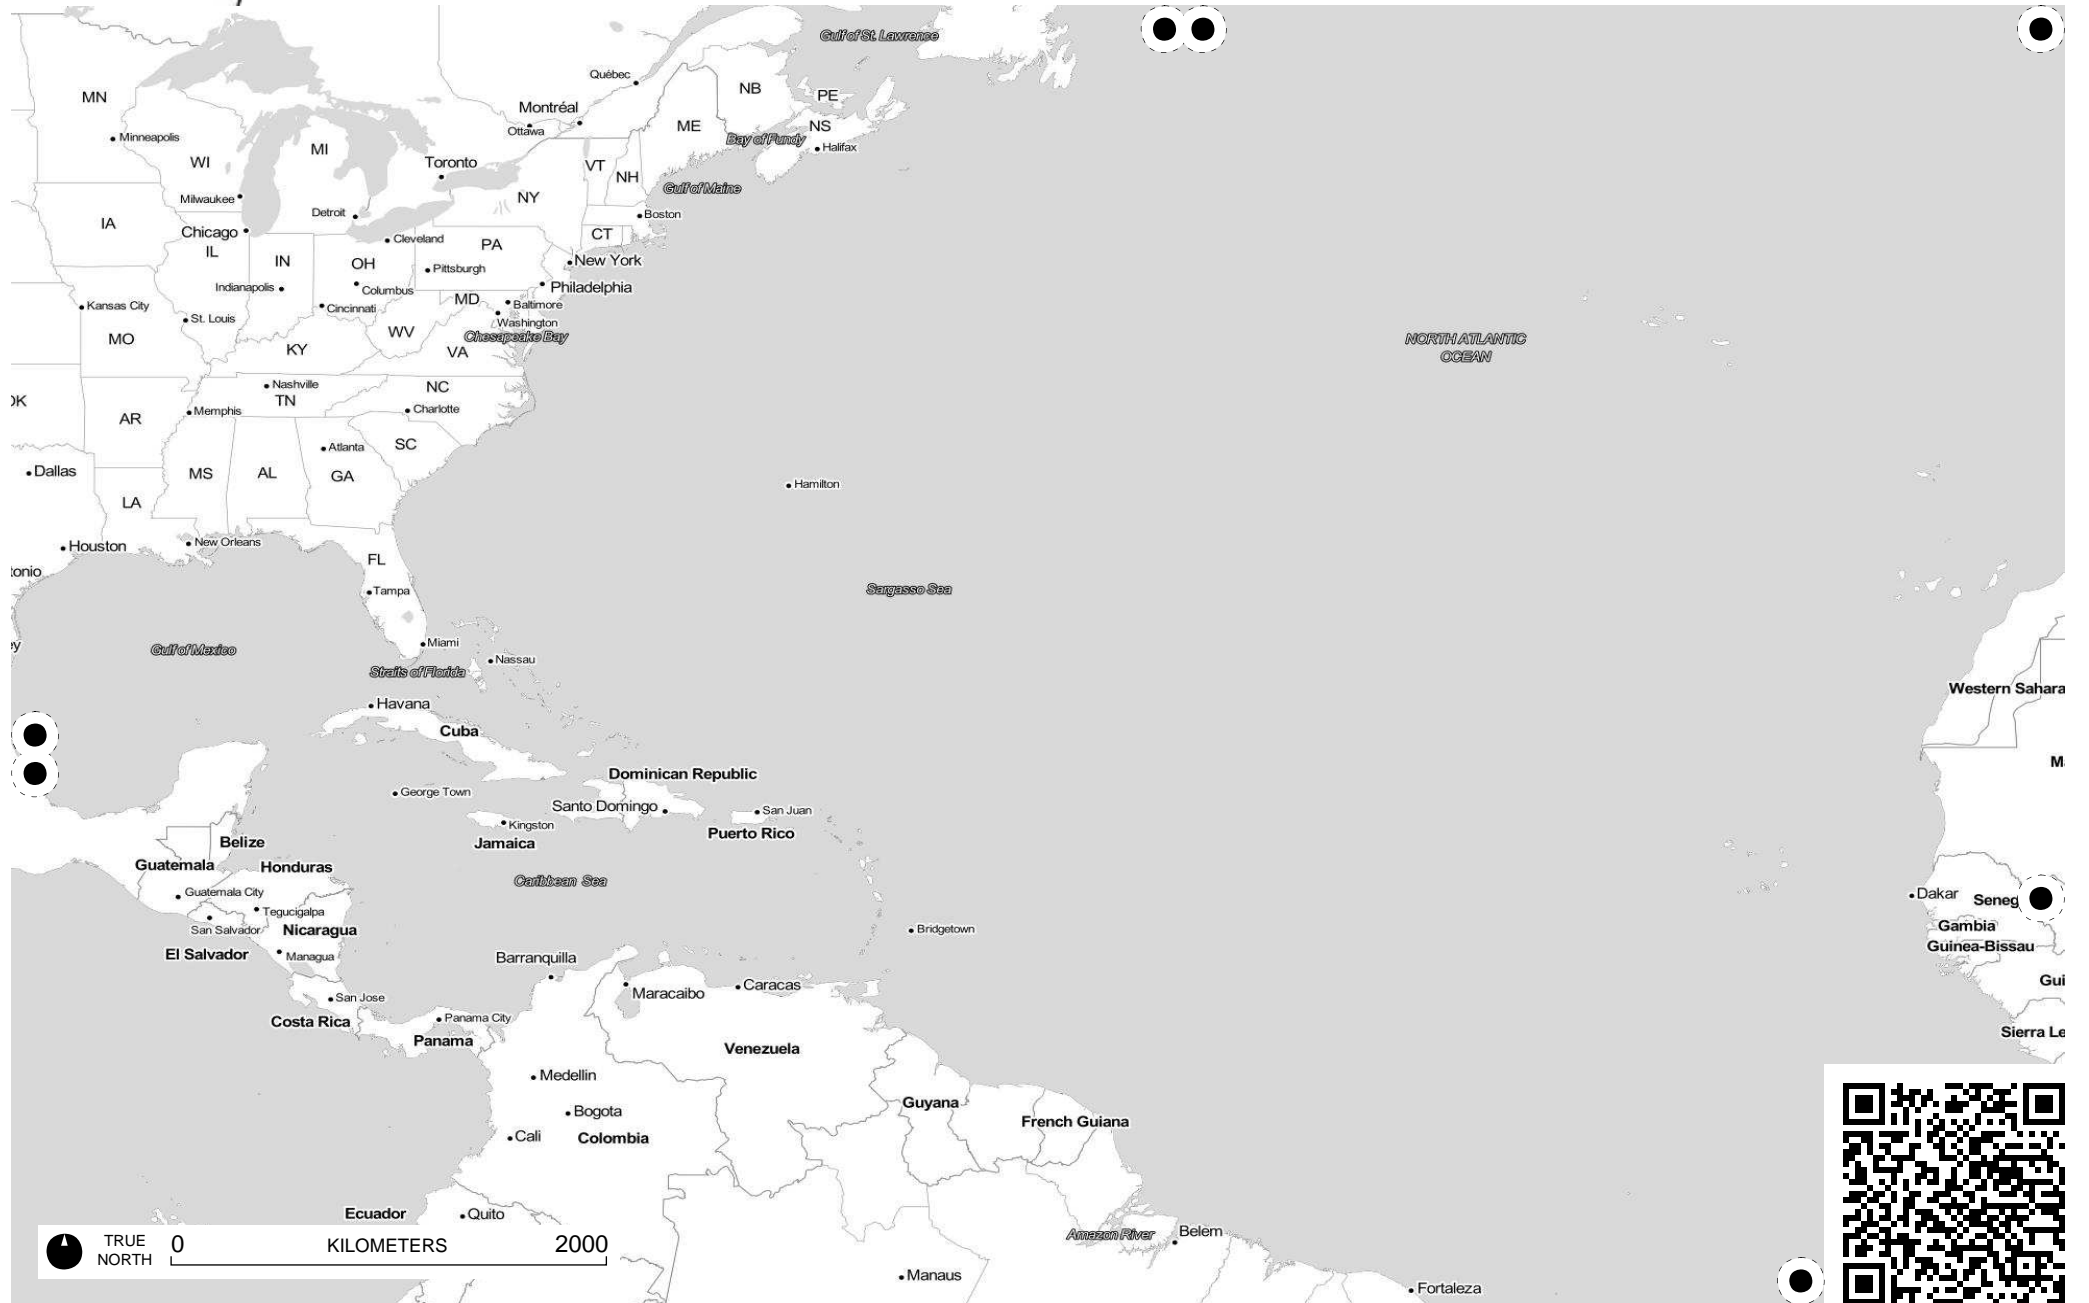 Gulf of St. Lawrence
Québec
NB
MN
PE
Montréal
Ottawa
ME
NS
Minneapolis
Bay of Fundy
Halifax
MI
WI
Toronto
VT
NH
Gulf of Maine
NY
Milwaukee
Detroit
Boston
IA
Chicago
CT
Cleveland
PA
IL
IN
OH
New York
Pittsburgh
Indianapolis
Columbus
Philadelphia
MD
Baltimore
Kansas City
Cincinnati
St. Louis
Washington
WV
Chesapeake Bay
MO
NORTH ATLANTIC
OCEAN
KY
VA
Nashville
NC
TN
OK
Memphis
Charlotte
AR
SC
Atlanta
Dallas
MS
AL
GA
Hamilton
LA
New Orleans
Houston
FL
tonio
Tampa
Sargasso Sea
Miami
ey
Gulf of Mexico
Nassau
Straits of Florida
Western Sahara
Havana
Cuba
Ma
Dominican Republic
George Town
Santo Domingo
San Juan
Kingston
Puerto Rico
Belize
Jamaica
Guatemala
Honduras
Caribbean Sea
Guatemala City
Dakar
Seneg
Tegucigalpa
Gambia
San Salvador
Nicaragua
Bridgetown
Guinea-Bissau
El Salvador
Managua
Barranquilla
Gui
Caracas
Maracaibo
San Jose
Costa Rica
Panama City
Sierra Le
Panama
Venezuela
Medellin
Guyana
Bogota
French Guiana
Cali
Colombia
Ecuador
Quito
Amazon River
Belem
TRUE
NORTH
0 KILOMETERS 2000
Manaus
Fortaleza